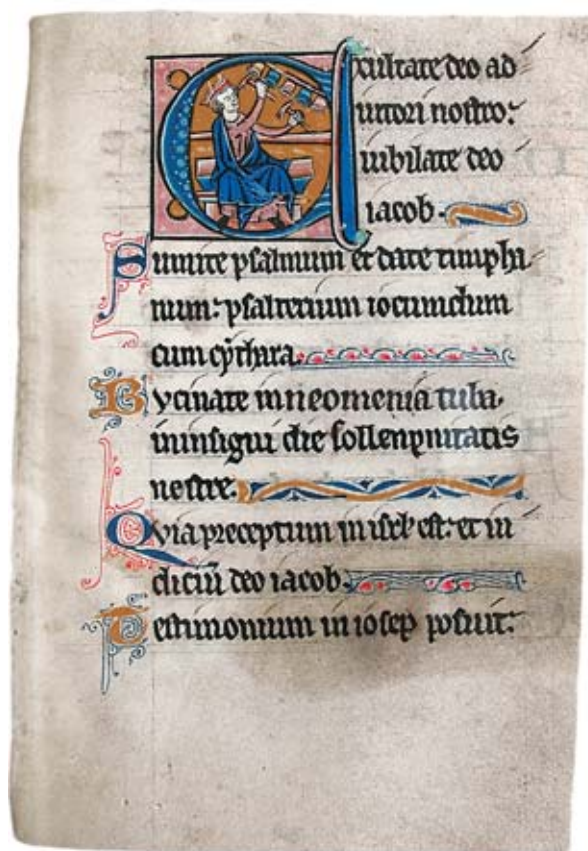 Exultate deo ad
iutori nostro:
iubilate deo
iacob.
Sumite psalmum et date timpha
num: psalterium iocundum
cum cythara.
Bucinate in neomenia tuba.
in insigni die sollempnitatis
nostre.
Quia preceptum in isrl est: et iu
diciū deo iacob.
Testimonium in iosep posuit: